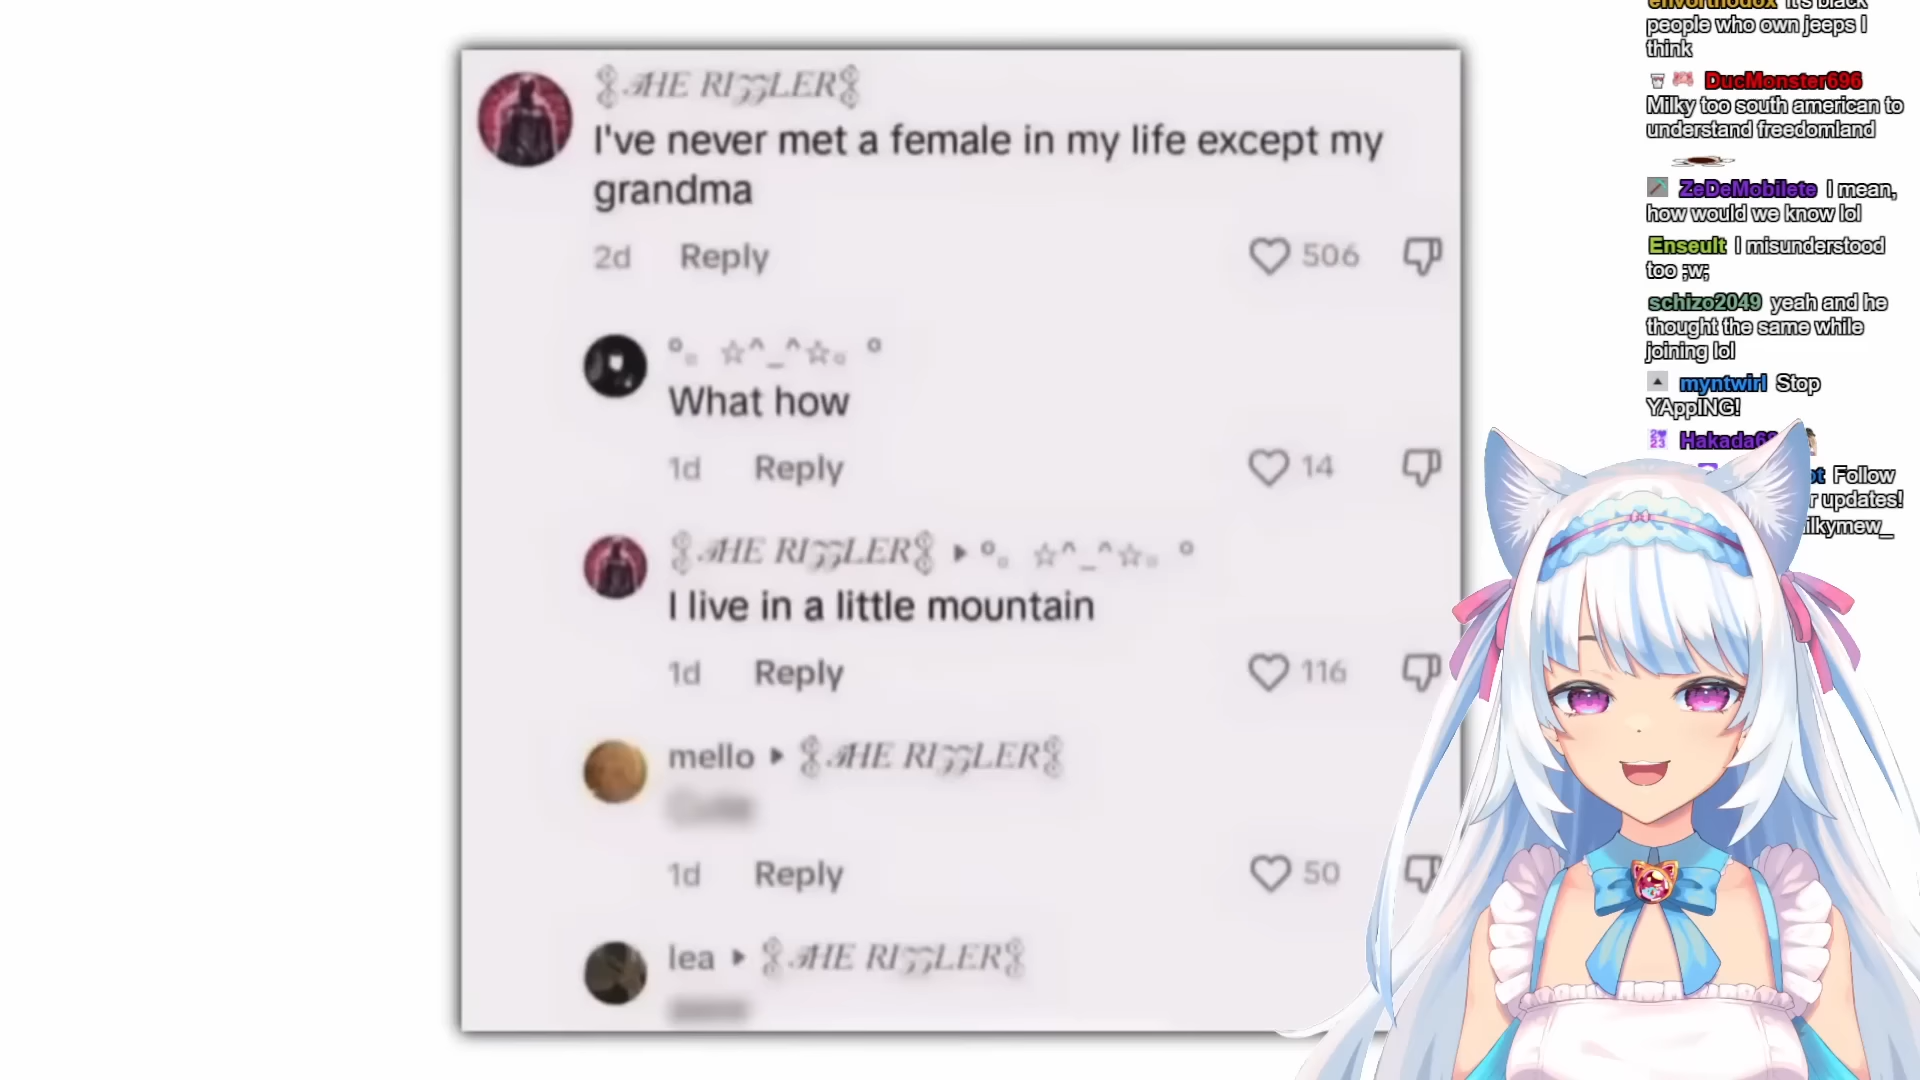 THE RIZZLER
I've never met a female in my life except my
grandma
2d Reply 506
°。 ☆^_^☆。 °
What how
1d Reply 14
THE RIZZLER ▸ °。 ☆^_^☆。 °
I live in a little mountain
1d Reply 116
mello ▸ THE RIZZLER
1d Reply 50
lea ▸ THE RIZZLER
envorthodox it's black
people who own jeeps I
think
DucMonster696
Milky too south american to
understand freedomland
ZeDeMobilete I mean,
how would we know lol
Enseult I misunderstood
too ;w;
schizo2049 yeah and he
thought the same while
joining lol
myntwirl Stop
YAppING!
Follow
updates!